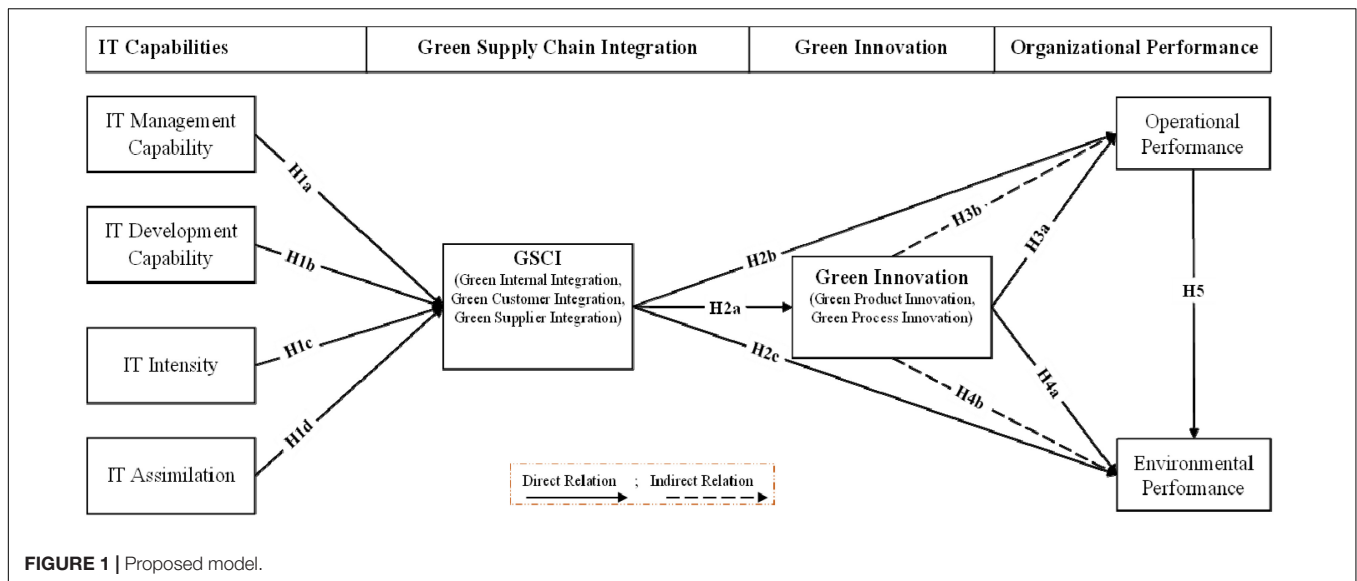 IT Capabilities
Green Supply Chain Integration
Green Innovation
Organizational Performance
IT Management
Capability
IT Development
Capability
IT Intensity
IT Assimilation
H1a
H1b
H1c
H1d
GSCI
(Green Internal Integration,
Green Customer Integration,
Green Supplier Integration)
H2b
H2a
H2c
Green Innovation
(Green Product Innovation,
Green Process Innovation)
H3b
H3a
H4b
H4a
Operational
Performance
H5
Environmental
Performance
Direct Relation ; Indirect Relation
FIGURE 1 | Proposed model.